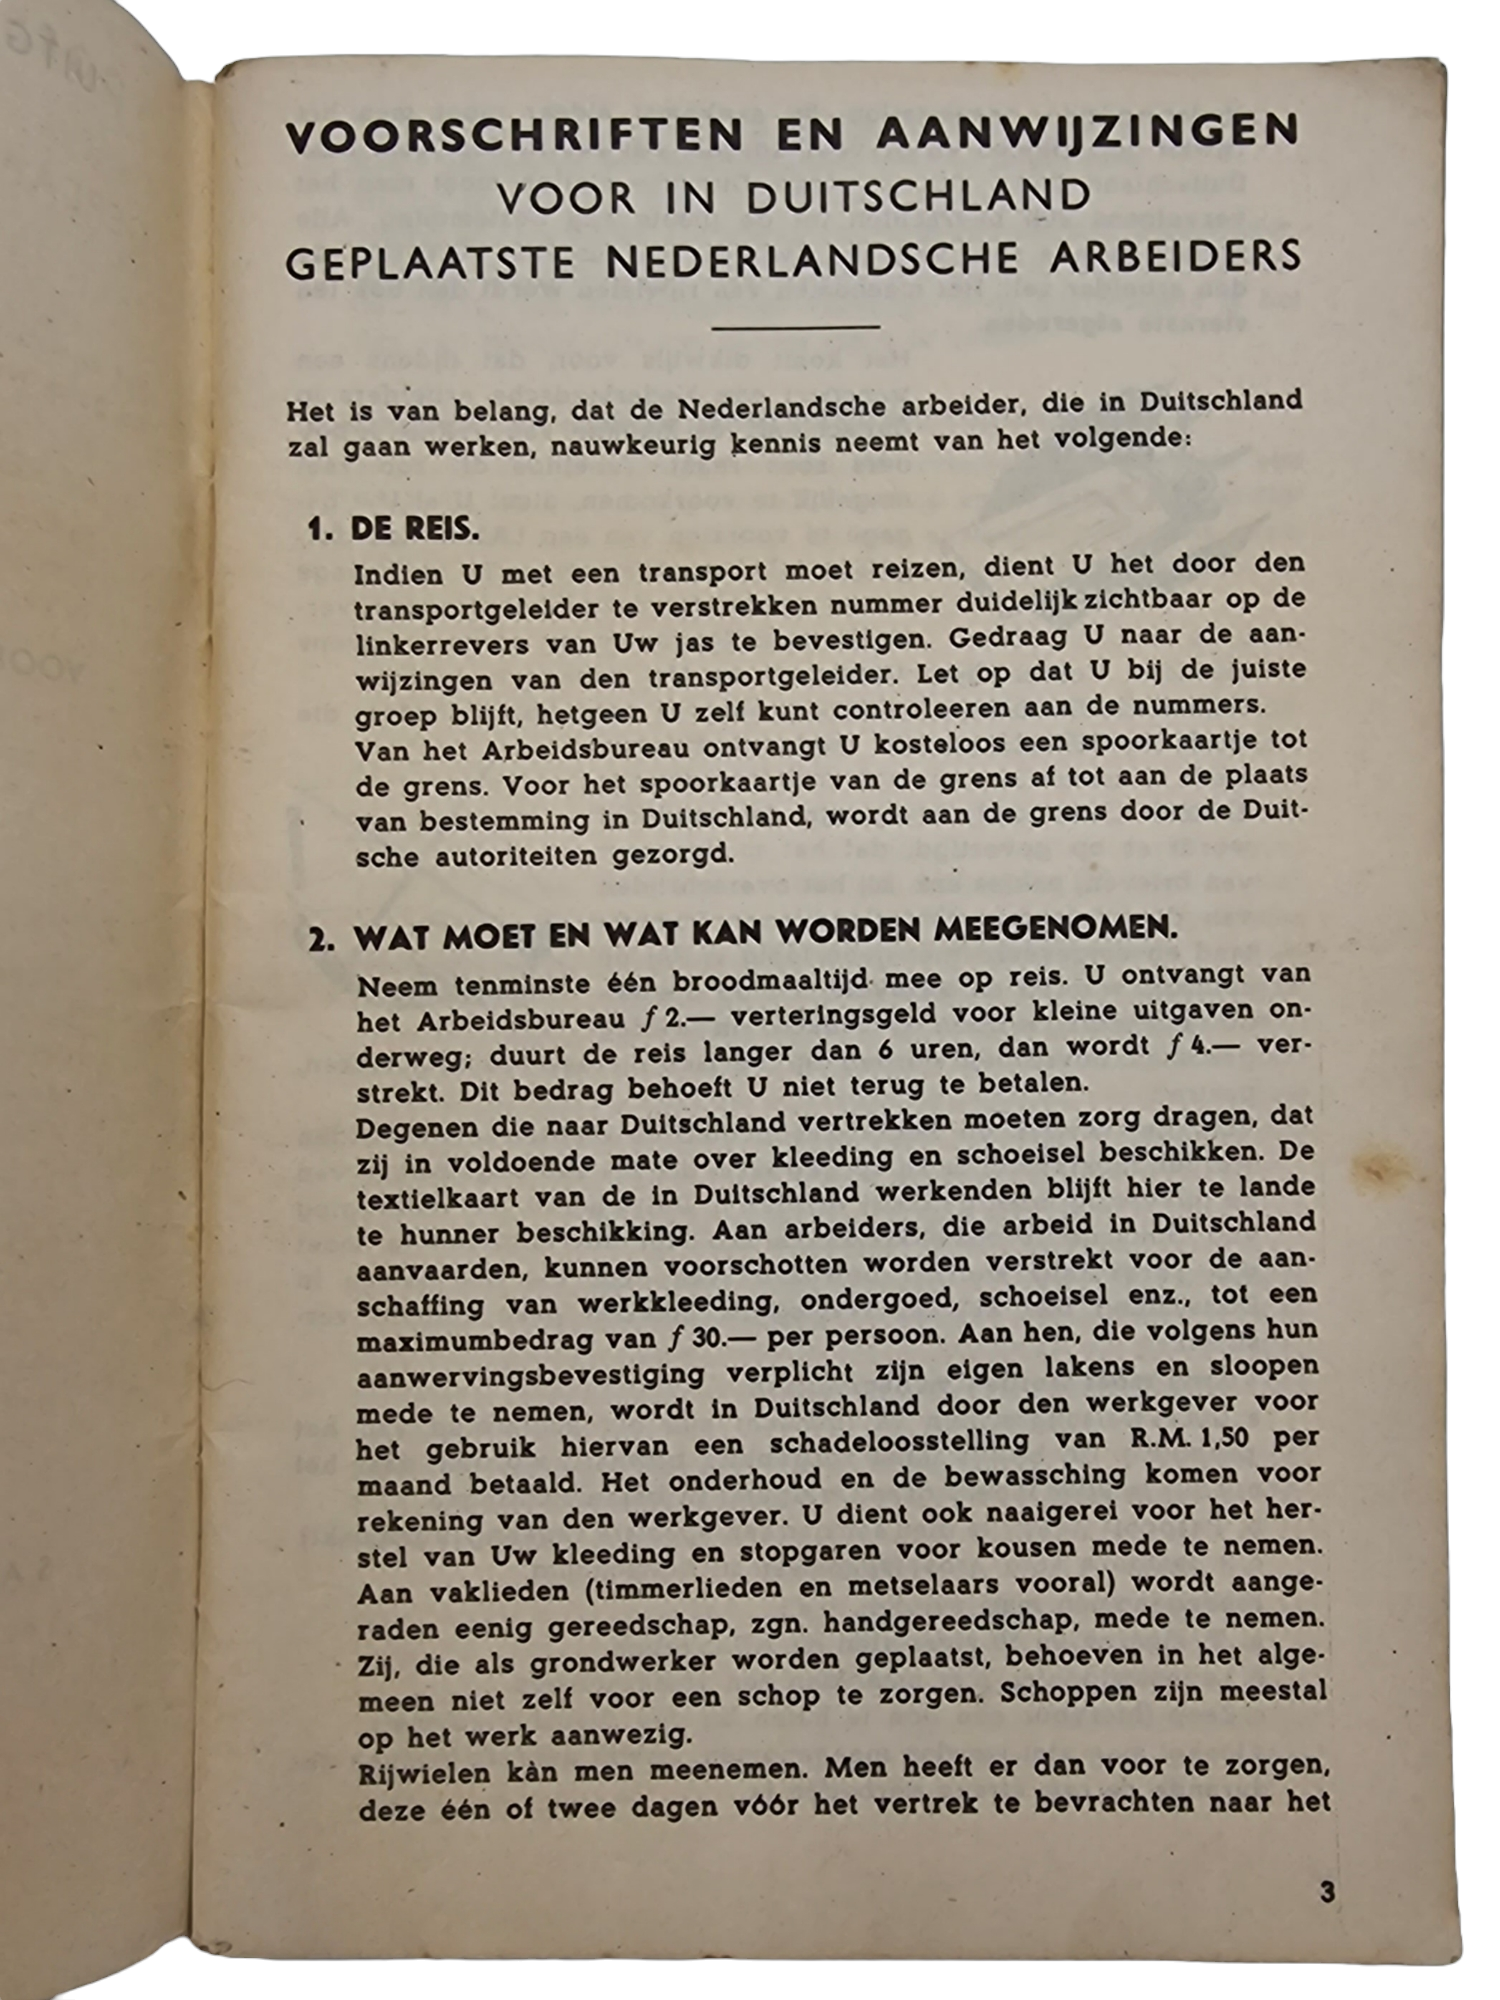 VOORSCHRIFTEN EN AANWIJZINGEN
VOOR IN DUITSCHLAND
GEPLAATSTE NEDERLANDSCHE ARBEIDERS
Het is van belang, dat de Nederlandsche arbeider, die in Duitschland
zal gaan werken, nauwkeurig kennis neemt van het volgende:
1. DE REIS.
Indien U met een transport moet reizen, dient U het door den
transportgeleider te verstrekken nummer duidelijk zichtbaar op de
linkerrevers van Uw jas te bevestigen. Gedraag U naar de aan-
wijzingen van den transportgeleider. Let op dat U bij de juiste
groep blijft, hetgeen U zelf kunt controleeren aan de nummers.
Van het Arbeidsbureau ontvangt U kosteloos een spoorkaartje tot
de grens. Voor het spoorkaartje van de grens af tot aan de plaats
van bestemming in Duitschland, wordt aan de grens door de Duit-
sche autoriteiten gezorgd.
2. WAT MOET EN WAT KAN WORDEN MEEGENOMEN.
Neem tenminste één broodmaaltijd mee op reis. U ontvangt van
het Arbeidsbureau f 2.— verteringsgeld voor kleine uitgaven on-
derweg; duurt de reis langer dan 6 uren, dan wordt f 4.— ver-
strekt. Dit bedrag behoeft U niet terug te betalen.
Degenen die naar Duitschland vertrekken moeten zorg dragen, dat
zij in voldoende mate over kleeding en schoeisel beschikken. De
textielkaart van de in Duitschland werkenden blijft hier te lande
te hunner beschikking. Aan arbeiders, die arbeid in Duitschland
aanvaarden, kunnen voorschotten worden verstrekt voor de aan-
schaffing van werkkleeding, ondergoed, schoeisel enz., tot een
maximumbedrag van f 30.— per persoon. Aan hen, die volgens hun
aanwervingsbevestiging verplicht zijn eigen lakens en sloopen
mede te nemen, wordt in Duitschland door den werkgever voor
het gebruik hiervan een schadeloosstelling van R.M. 1,50 per
maand betaald. Het onderhoud en de bewassching komen voor
rekening van den werkgever. U dient ook naaigerei voor het her-
stel van Uw kleeding en stopgaren voor kousen mede te nemen.
Aan vaklieden (timmerlieden en metselaars vooral) wordt aange-
raden eenig gereedschap, zgn. handgereedschap, mede te nemen.
Zij, die als grondwerker worden geplaatst, behoeven in het alge-
meen niet zelf voor een schop te zorgen. Schoppen zijn meestal
op het werk aanwezig.
Rijwielen kàn men meenemen. Men heeft er dan voor te zorgen,
deze één of twee dagen vóór het vertrek te bevrachten naar het
3